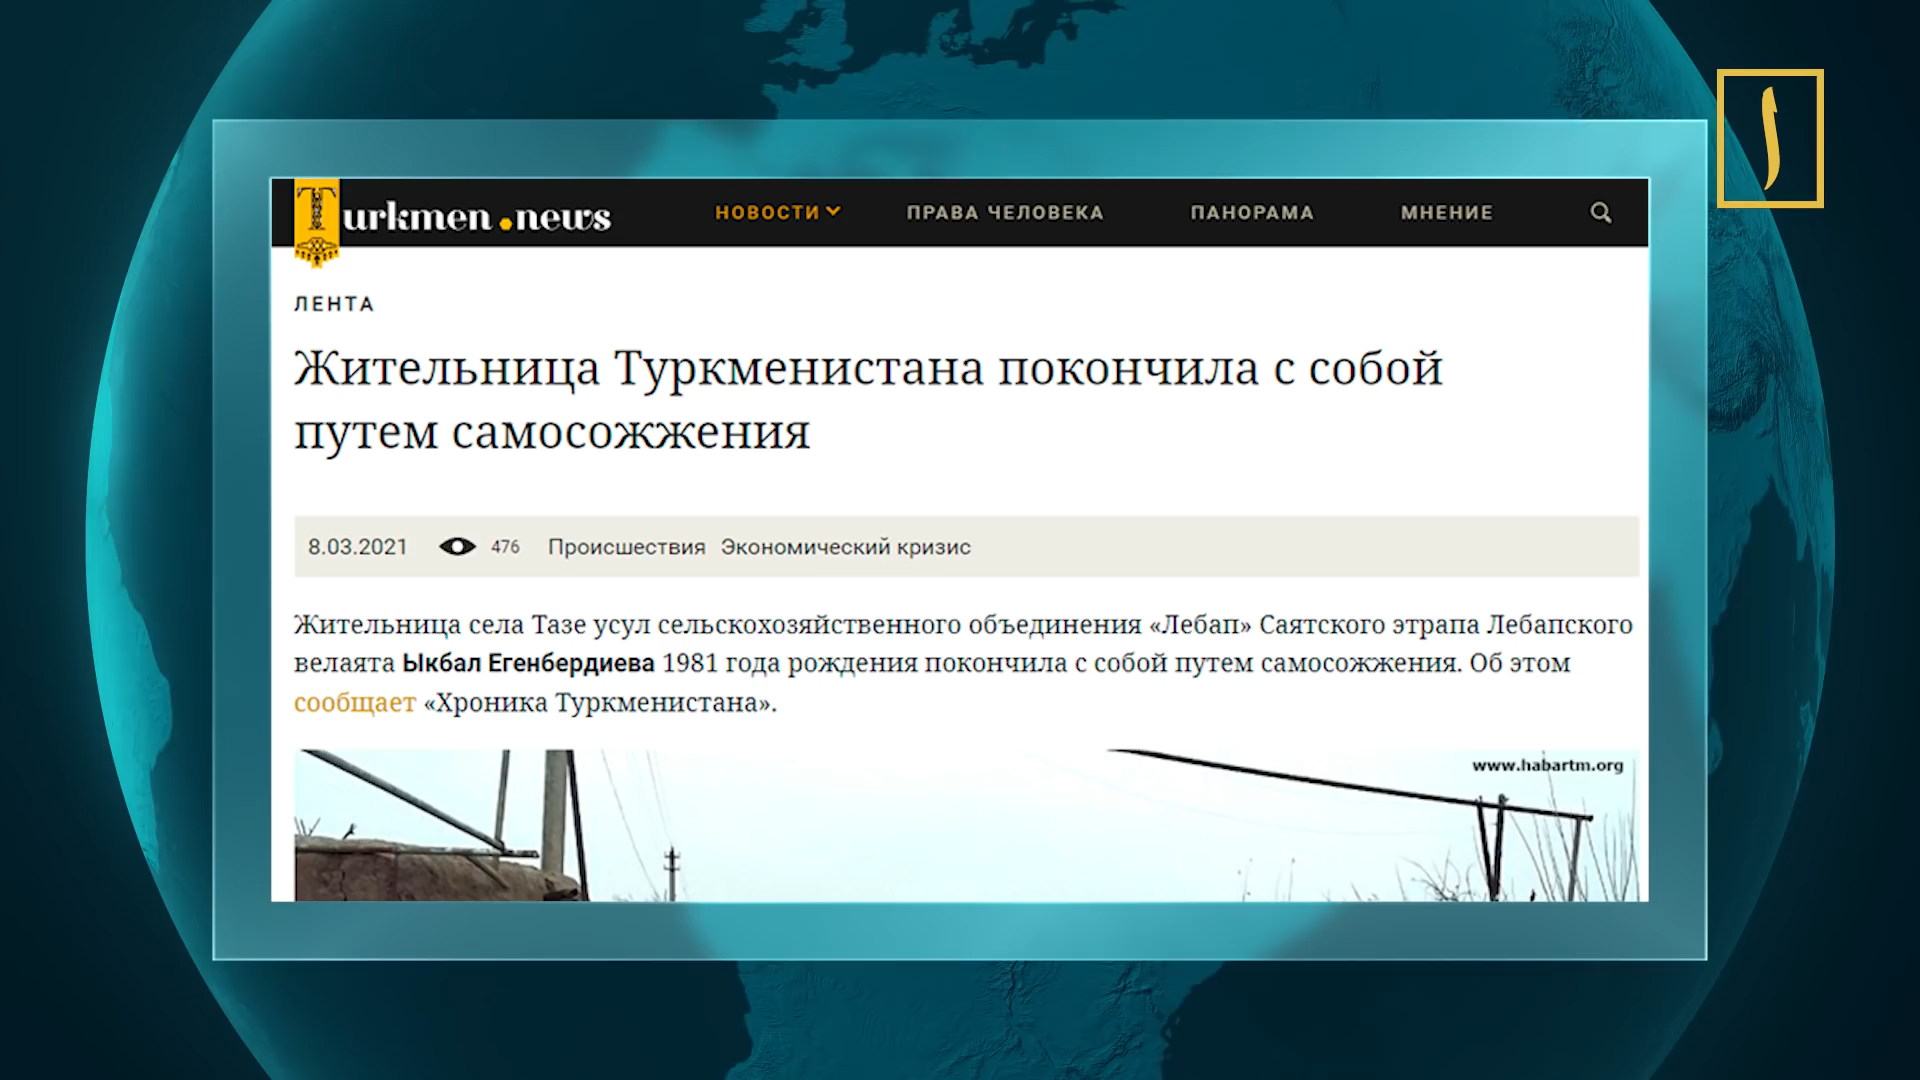 Turkmen.news
НОВОСТИ
ПРАВА ЧЕЛОВЕКА
ПАНОРАМА
МНЕНИЕ
ЛЕНТА
Жительница Туркменистана покончила с собой
путем самосожжения
8.03.2021 476 Происшествия Экономический кризис
Жительница села Тазе усул сельскохозяйственного объединения «Лебап» Саятского этрапа Лебапского
велаята Ыкбал Егенбердиева 1981 года рождения покончила с собой путем самосожжения. Об этом
сообщает «Хроника Туркменистана».
www.habartm.org